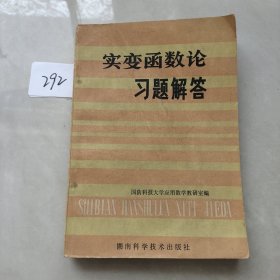 292
实变函数论
习题解答
国防科技大学应用数学教研室编
SHIBIAN HANSHULUN XITI JIEDA
湖南科学技术出版社